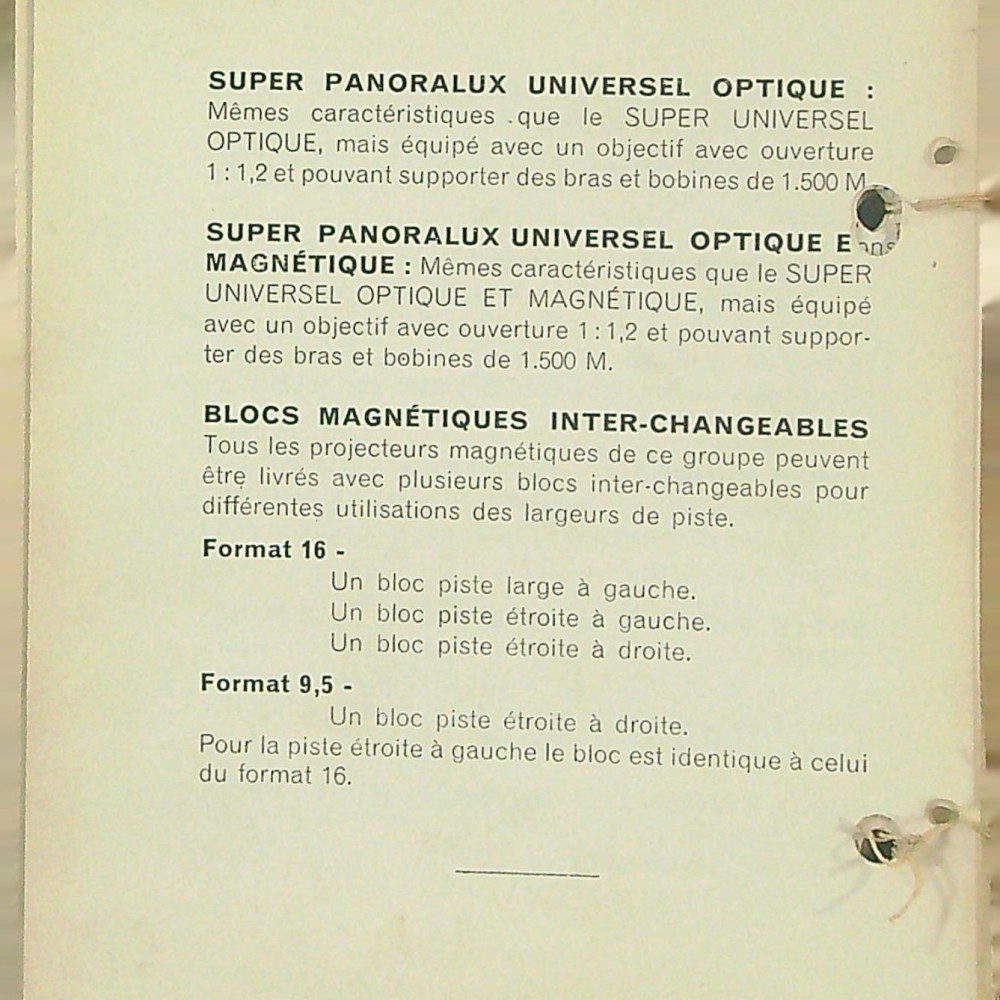 SUPER PANORALUX UNIVERSEL OPTIQUE :
Mêmes caractéristiques que le SUPER UNIVERSEL
OPTIQUE, mais équipé avec un objectif avec ouverture
1 : 1,2 et pouvant supporter des bras et bobines de 1.500 M
SUPER PANORALUX UNIVERSEL OPTIQUE E
MAGNÉTIQUE : Mêmes caractéristiques que le SUPER
UNIVERSEL OPTIQUE ET MAGNÉTIQUE, mais équipé
avec un objectif avec ouverture 1 : 1,2 et pouvant suppor-
ter des bras et bobines de 1.500 M.
BLOCS MAGNÉTIQUES INTER-CHANGEABLES
Tous les projecteurs magnétiques de ce groupe peuvent
être livrés avec plusieurs blocs inter-changeables pour
différentes utilisations des largeurs de piste.
Format 16 -
Un bloc piste large à gauche.
Un bloc piste étroite à gauche.
Un bloc piste étroite à droite.
Format 9,5 -
Un bloc piste étroite à droite.
Pour la piste étroite à gauche le bloc est identique à celui
du format 16.